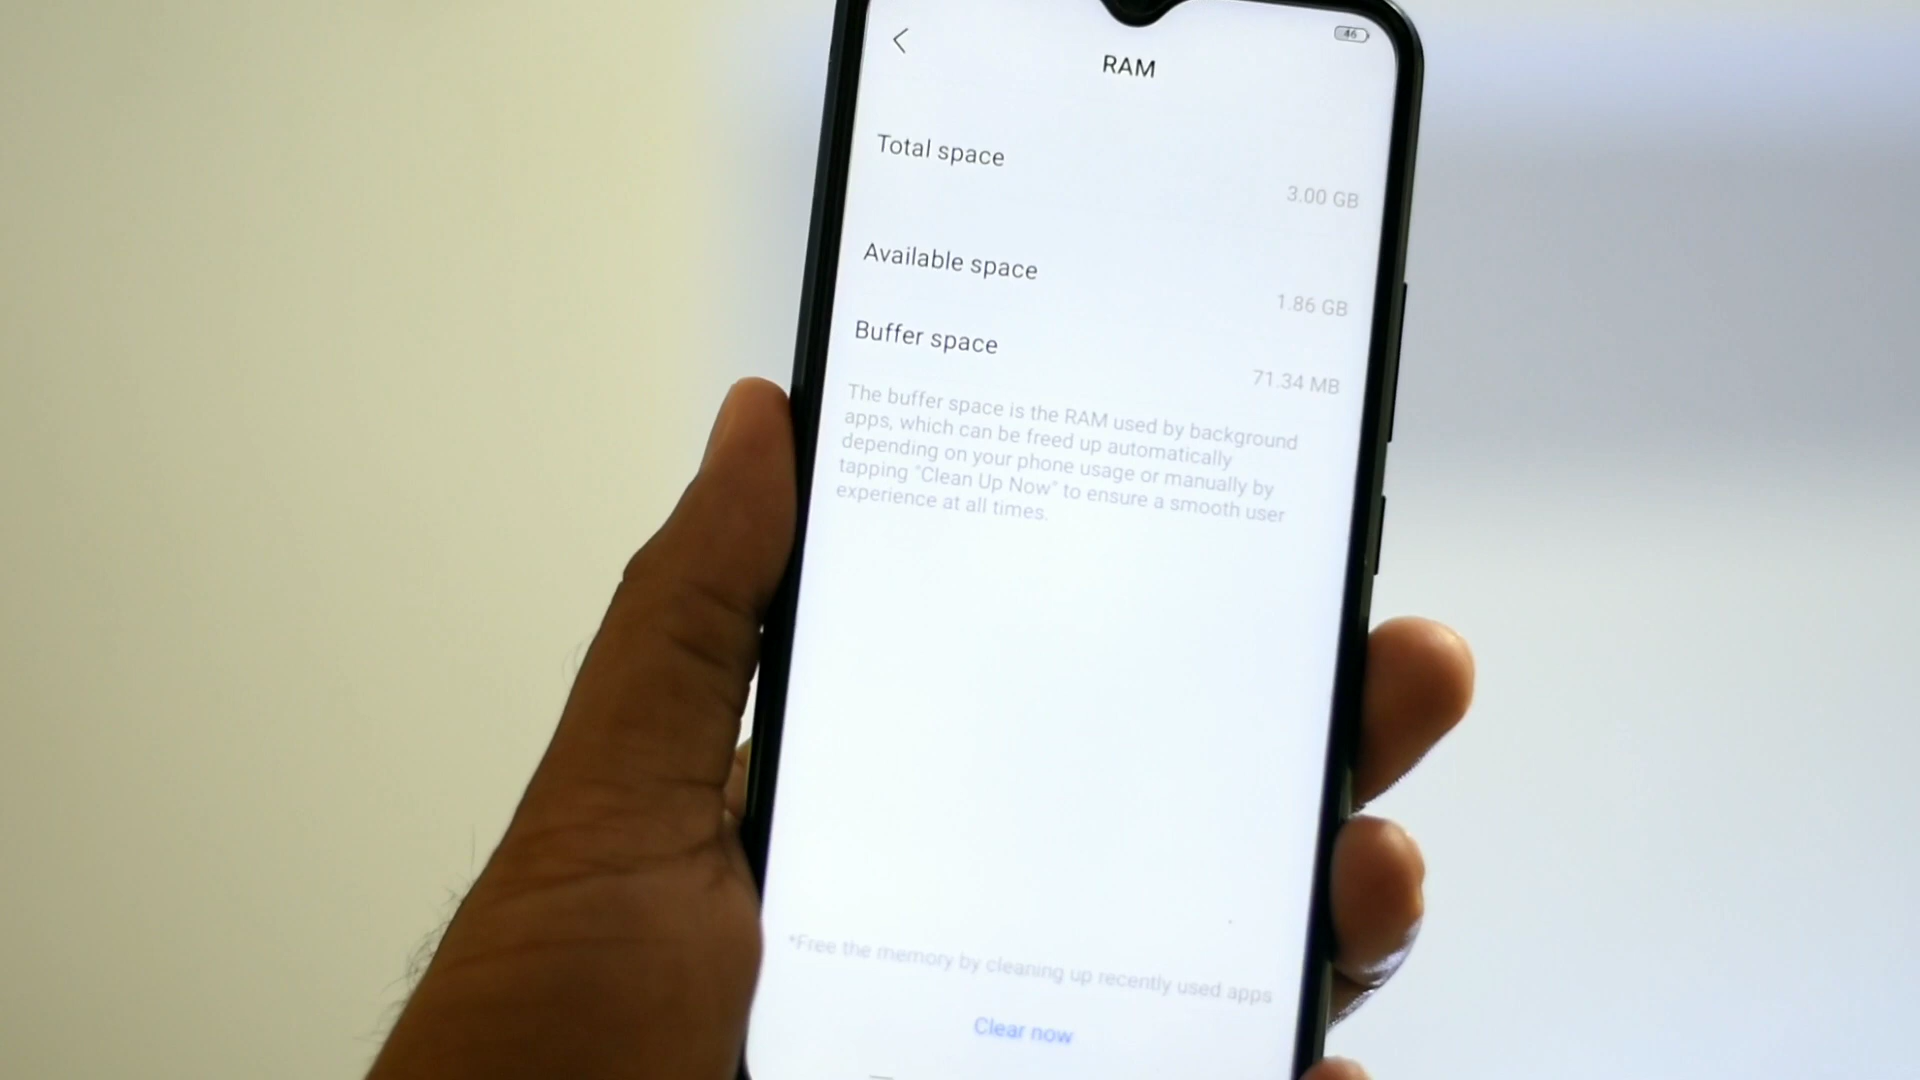 46
RAM
Total space
3.00 GB
Available space
1.86 GB
Buffer space
71.34 MB
The buffer space is the RAM used by background
apps, which can be freed up automatically
depending on your phone usage or manually by
tapping "Clean Up Now" to ensure a smooth user
experience at all times.
*Free the memory by cleaning up recently used apps
Clear now